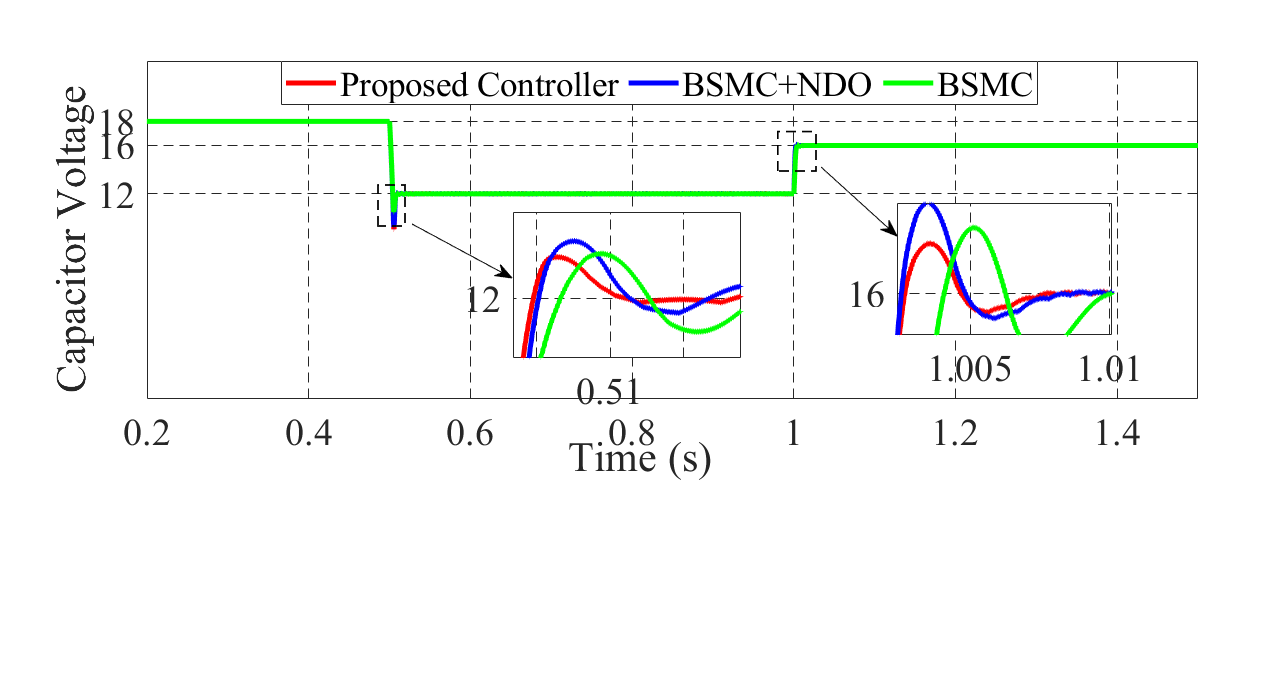 Proposed Controller BSMC+NDO BSMC
Capacitor Voltage
18
16
12
12
16
0.51
1.005 1.01
0.2 0.4 0.6 0.8 1 1.2 1.4
Time (s)